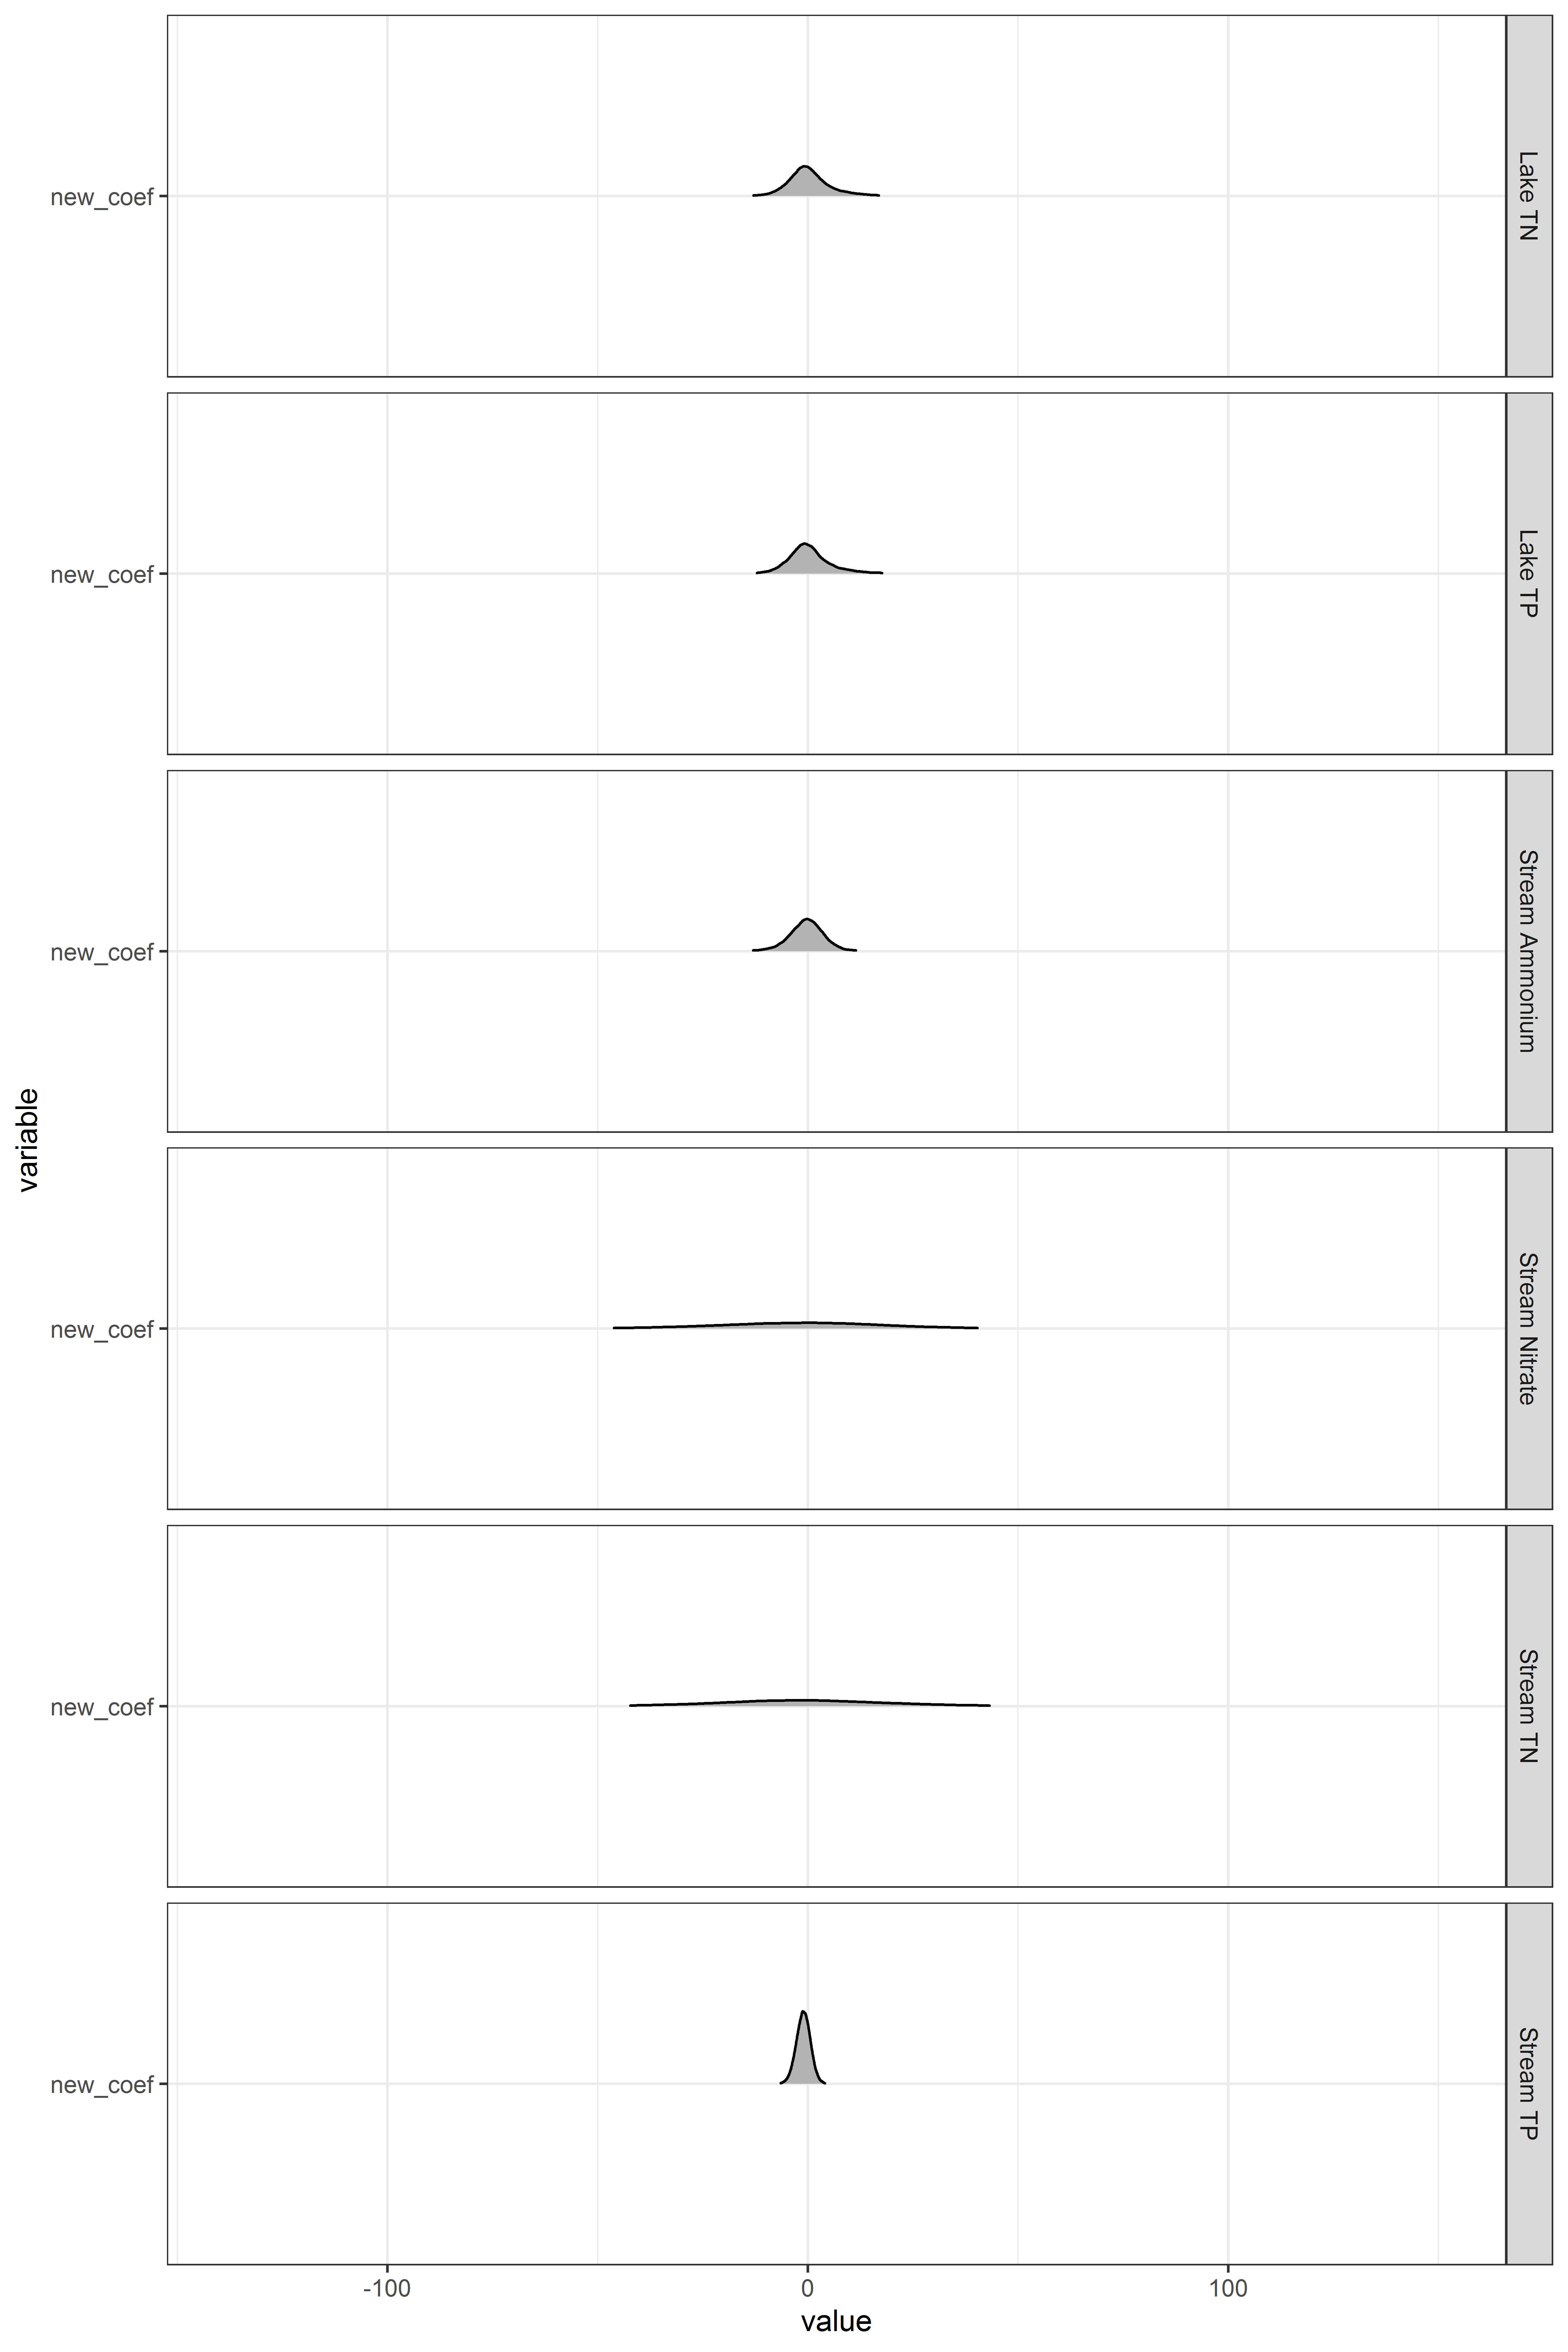 variable
new_coef
Lake TN
new_coef
Lake TP
new_coef
Stream Ammonium
new_coef
Stream Nitrate
new_coef
Stream TN
new_coef
Stream TP
-100
0
100
value